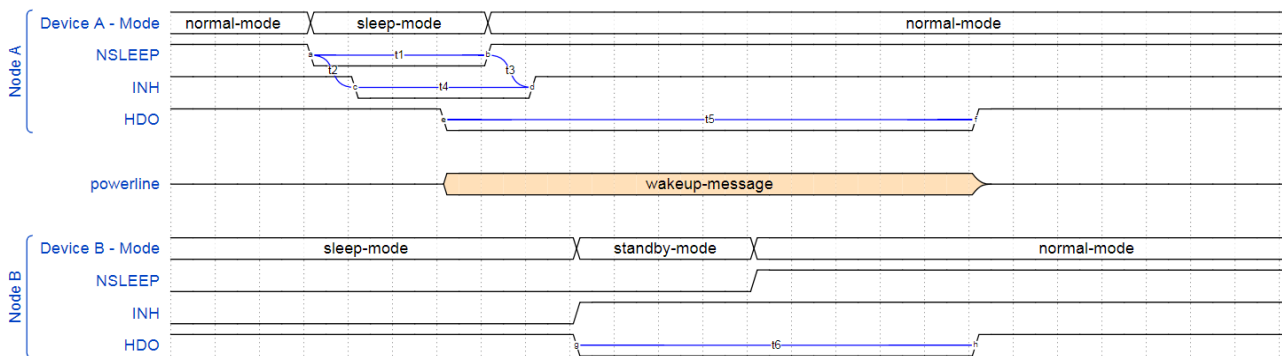 Node A
Device A - Mode normal-mode sleep-mode normal-mode
NSLEEP a t1 b
t2 t3
INH c t4 d
HDO e t5 f
powerline wakeup-message
Node B
Device B - Mode sleep-mode standby-mode normal-mode
NSLEEP
INH
HDO g t6 h